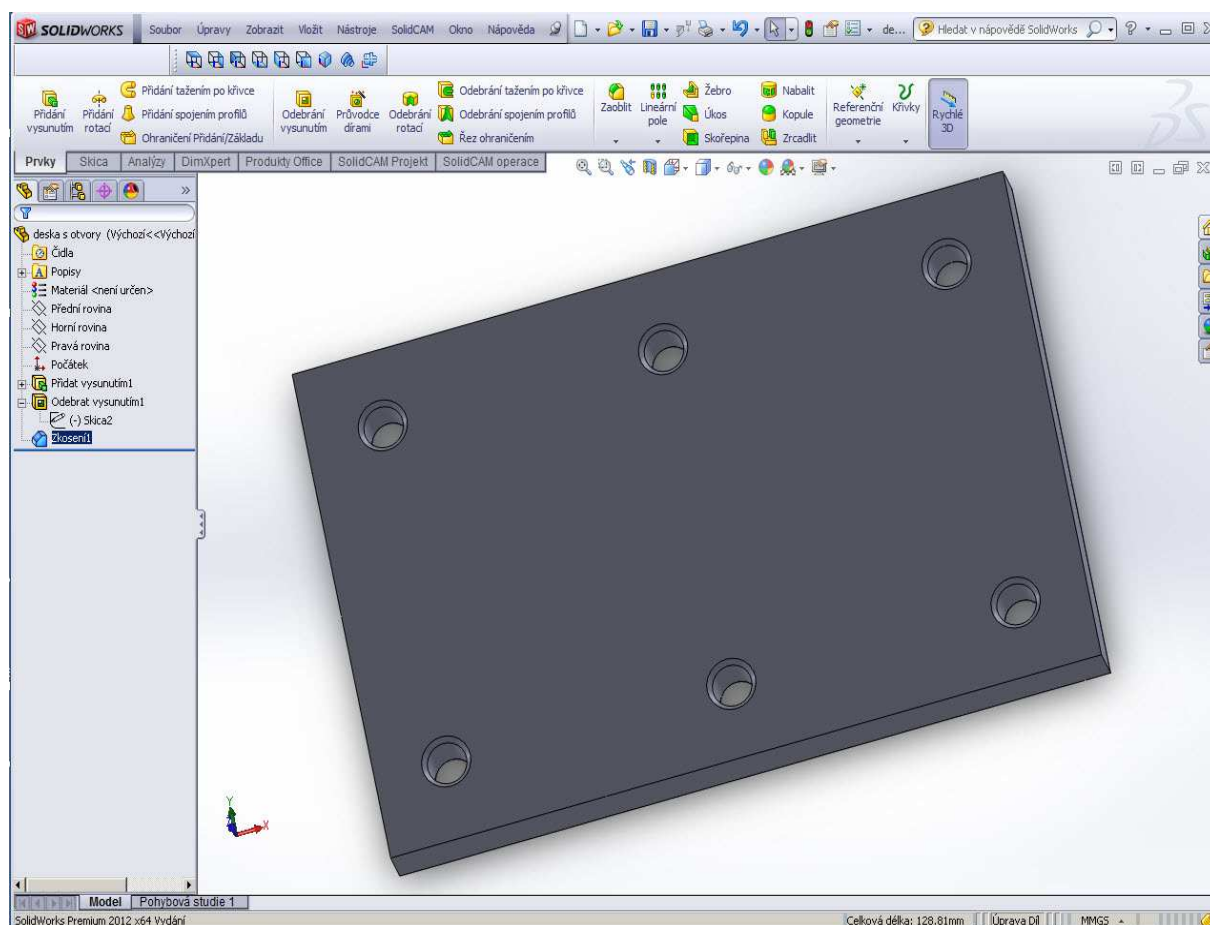 SOLIDWORKS Soubor Úpravy Zobrazit Vložit Nástroje SolidCAM Okno Nápověda de... Hledat v nápovědě SolidWorks
Přidání vysunutím
Přidání rotací
Přidání tažením po křivce
Přidání spojením profilů
Ohraničení Přidání/Základu
Odebrání vysunutím
Průvodce dírami
Odebrání rotací
Odebrání tažením po křivce
Odebrání spojením profilů
Řez ohraničením
Zaoblit
Lineární pole
Žebro
Úkos
Skořepina
Nabalit
Kopule
Zrcadlit
Referenční geometrie
Křivky
Rychlé 3D
Prvky Skica Analýzy DimXpert Produkty Office SolidCAM Projekt SolidCAM operace
deska s otvory (Výchozí<<Výchozí
Čidla
Popisy
Materiál <není určen>
Přední rovina
Horní rovina
Pravá rovina
Počátek
Přidat vysunutím1
Odebrat vysunutím1
(-) Skica2
Zkosení1
Y
X
Model Pohybová studie 1
SolidWorks Premium 2012 x64 Vydání Celková délka: 128.81mm Úprava Díl MMGS